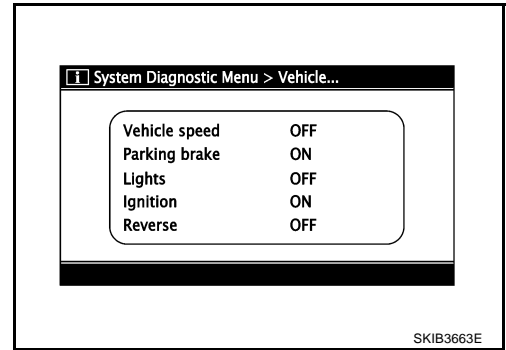 i System Diagnostic Menu > Vehicle...
Vehicle speed OFF
Parking brake ON
Lights OFF
Ignition ON
Reverse OFF
SKIB3663E